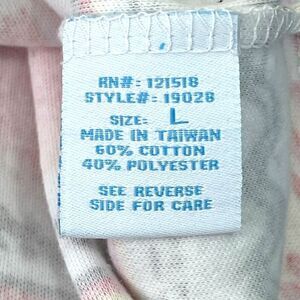 RN#: 121518
STYLE#: 19028
SIZE: L
MADE IN TAIWAN
60% COTTON
40% POLYESTER
SEE REVERSE
SIDE FOR CARE